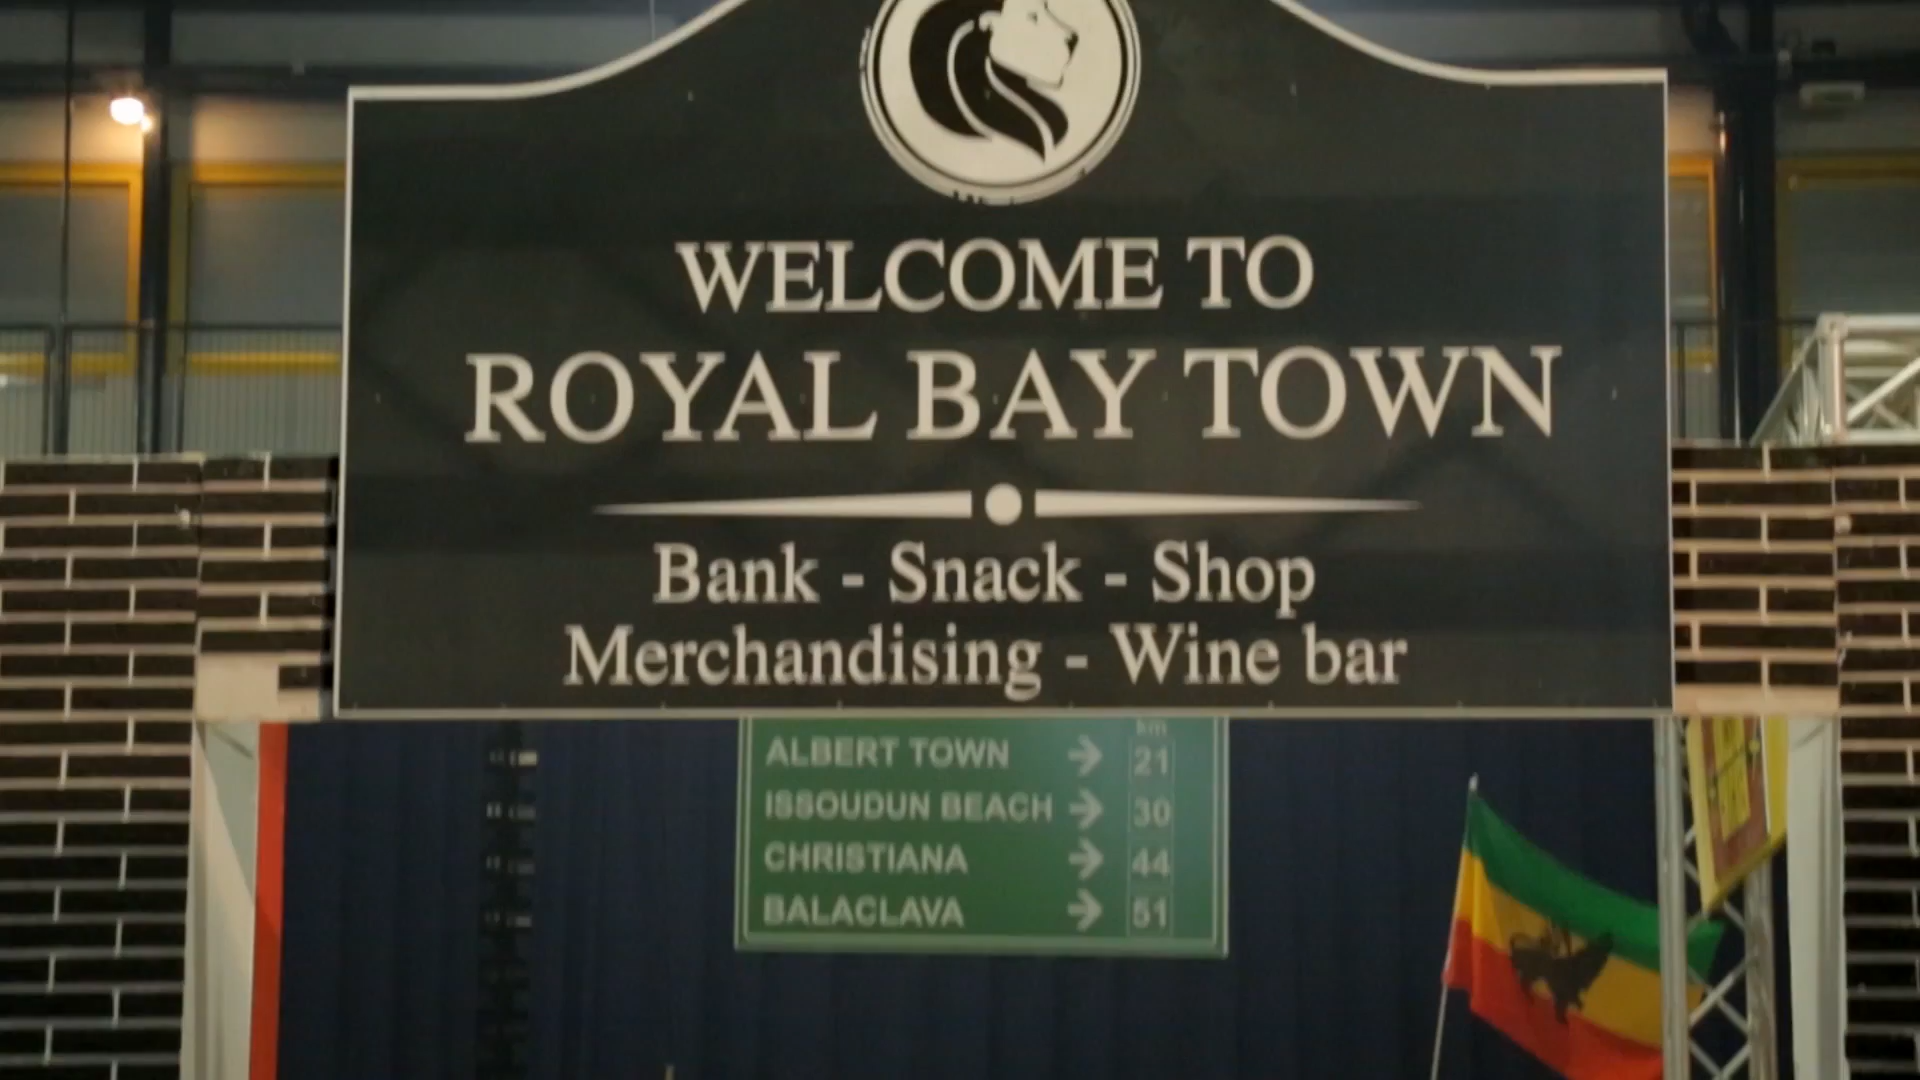 WELCOME TO
ROYAL BAY TOWN
Bank - Snack - Shop
Merchandising - Wine bar
km
ALBERT TOWN → 21
ISSOUDUN BEACH → 30
CHRISTIANA → 44
BALACLAVA → 51